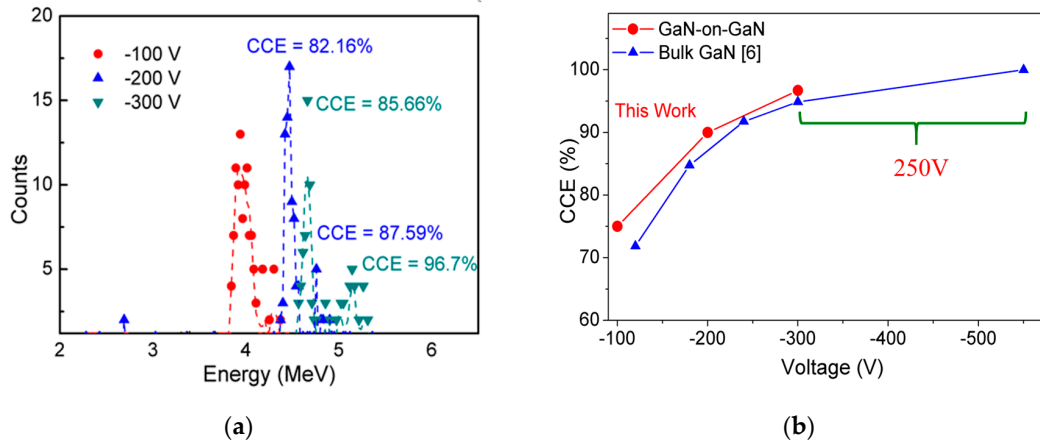 20
15
10
5
Counts
-100 V
-200 V
-300 V
CCE = 82.16%
CCE = 85.66%
CCE = 87.59%
CCE = 96.7%
2 3 4 5 6
Energy (MeV)
(a)
GaN-on-GaN
Bulk GaN [6]
100
90
80
70
60
CCE (%)
This Work
250V
-100 -200 -300 -400 -500
Voltage (V)
(b)